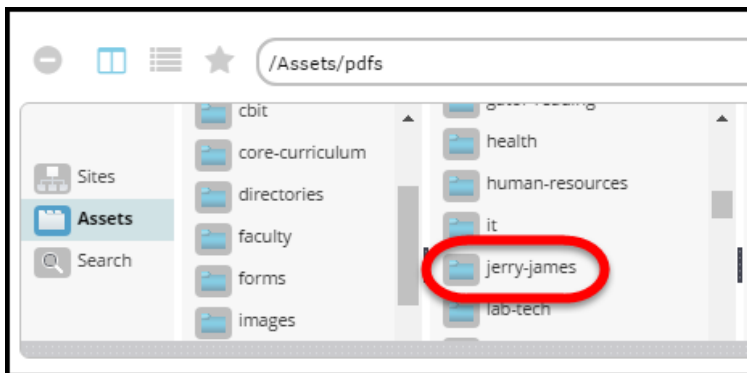 /Assets/pdfs
Sites
Assets
Search
cbit
core-curriculum
directories
faculty
forms
images
health
human-resources
it
jerry-james
lab-tech